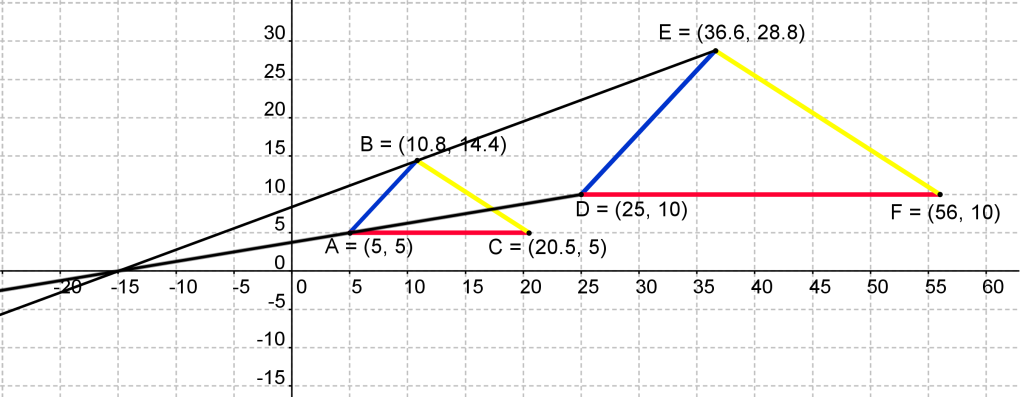 30
E = (36.6, 28.8)
25
20
15
B = (10.8, 14.4)
10
D = (25, 10)
F = (56, 10)
5
A = (5, 5)
C = (20.5, 5)
0
-20 -15 -10 -5 0 5 10 15 20 25 30 35 40 45 50 55 60
-5
-10
-15